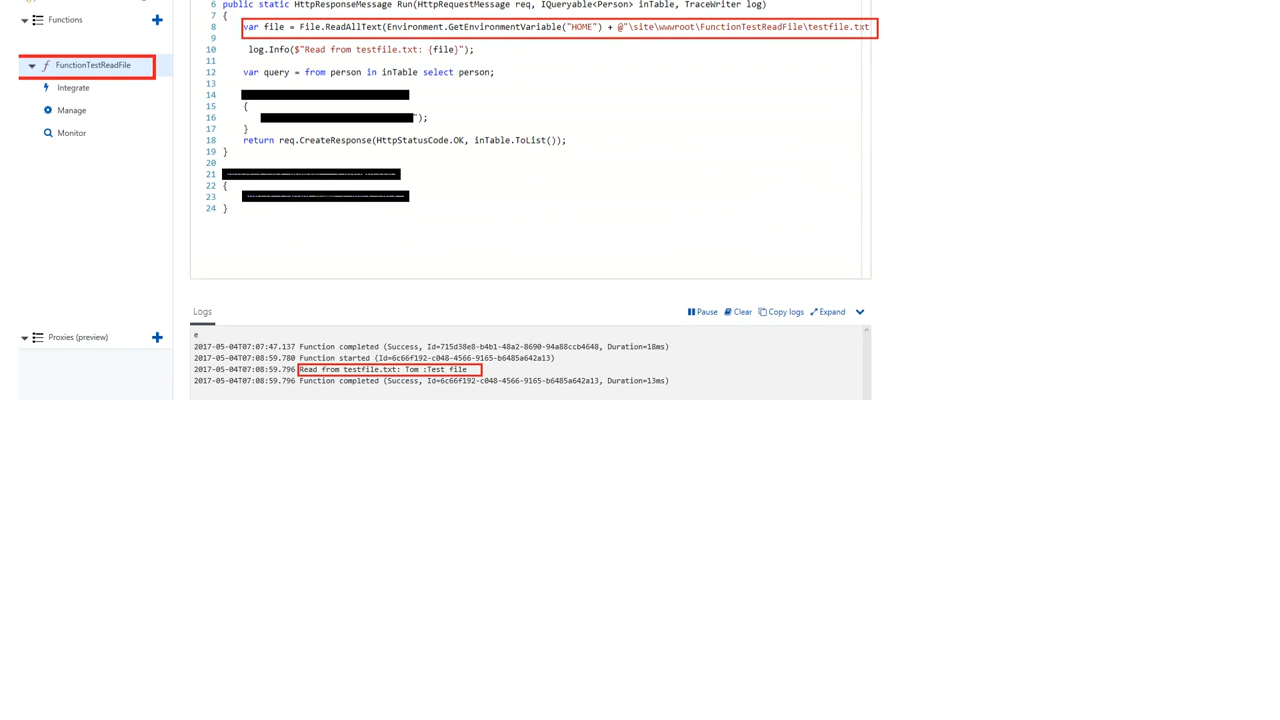 Functions
FunctionTestReadFile
Integrate
Manage
Monitor
Proxies (preview)
6 public static HttpResponseMessage Run(HttpRequestMessage req, IQueryable<Person> inTable, TraceWriter log)
7 {
8 var file = File.ReadAllText(Environment.GetEnvironmentVariable("HOME") + @"\site\wwwroot\FunctionTestReadFile\testfile.txt
9
10 log.Info($"Read from testfile.txt: {file}");
11
12 var query = from person in inTable select person;
13
14
15 {
16 ");
17 }
18 return req.CreateResponse(HttpStatusCode.OK, inTable.ToList());
19 }
20
21
22 {
23
24 }
Logs
Pause Clear Copy logs Expand
e
2017-05-04T07:07:47.137 Function completed (Success, Id=715d38e8-b4b1-48a2-8690-94a88ccb4648, Duration=18ms)
2017-05-04T07:08:59.780 Function started (Id=6c66f192-c048-4566-9165-b6485a642a13)
2017-05-04T07:08:59.796 Read from testfile.txt: Tom :Test file
2017-05-04T07:08:59.796 Function completed (Success, Id=6c66f192-c048-4566-9165-b6485a642a13, Duration=13ms)